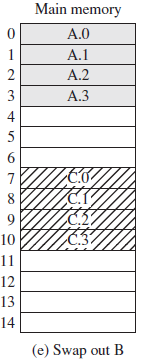 Main memory
0 A.0
1 A.1
2 A.2
3 A.3
4
5
6
7 C.0
8 C.1
9 C.2
10 C.3
11
12
13
14
(e) Swap out B